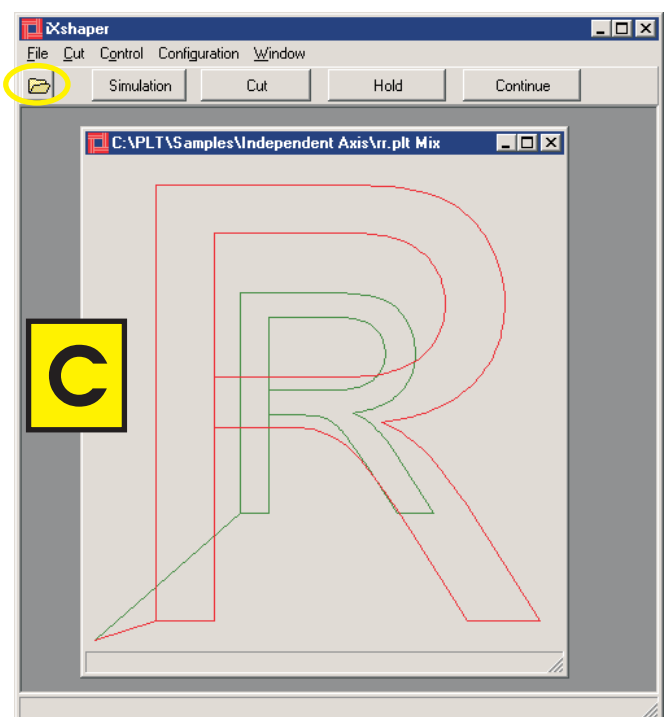 iXshaper
File Cut Control Configuration Window
Simulation Cut Hold Continue
C:\PLT\Samples\Independent Axis\rr.plt Mix
R
R
C